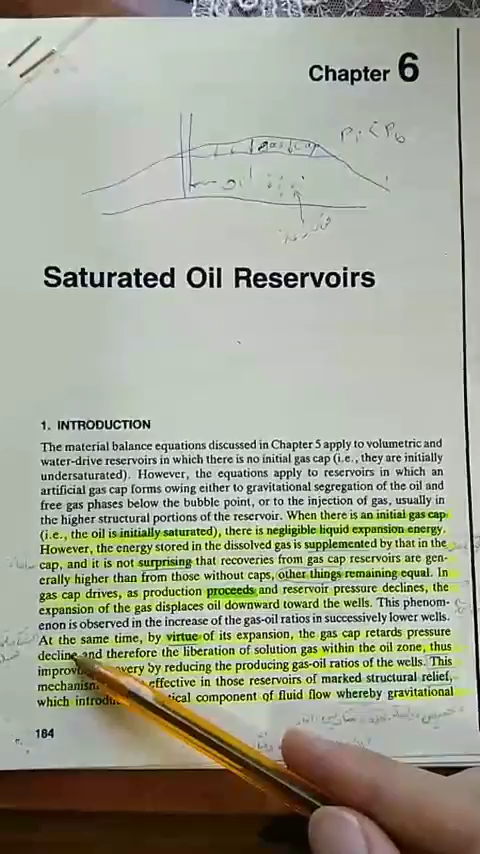 Chapter 6
gas cap
Pi < Pb
oil
Saturated Oil Reservoirs
1. INTRODUCTION
The material balance equations discussed in Chapter 5 apply to volumetric and
water-drive reservoirs in which there is no initial gas cap (i.e., they are initially
undersaturated). However, the equations apply to reservoirs in which an
artificial gas cap forms owing either to gravitational segregation of the oil and
free gas phases below the bubble point, or to the injection of gas, usually in
the higher structural portions of the reservoir. When there is an initial gas cap
(i.e., the oil is initially saturated), there is negligible liquid expansion energy.
However, the energy stored in the dissolved gas is supplemented by that in the
cap, and it is not surprising that recoveries from gas cap reservoirs are gen-
erally higher than from those without caps, other things remaining equal. In
gas cap drives, as production proceeds and reservoir pressure declines, the
expansion of the gas displaces oil downward toward the wells. This phenom-
enon is observed in the increase of the gas-oil ratios in successively lower wells.
At the same time, by virtue of its expansion, the gas cap retards pressure
decline and therefore the liberation of solution gas within the oil zone, thus
improv very by reducing the producing gas-oil ratios of the wells. This
mechanism effective in those reservoirs of marked structural relief,
which introdu tical component of fluid flow whereby gravitational
184